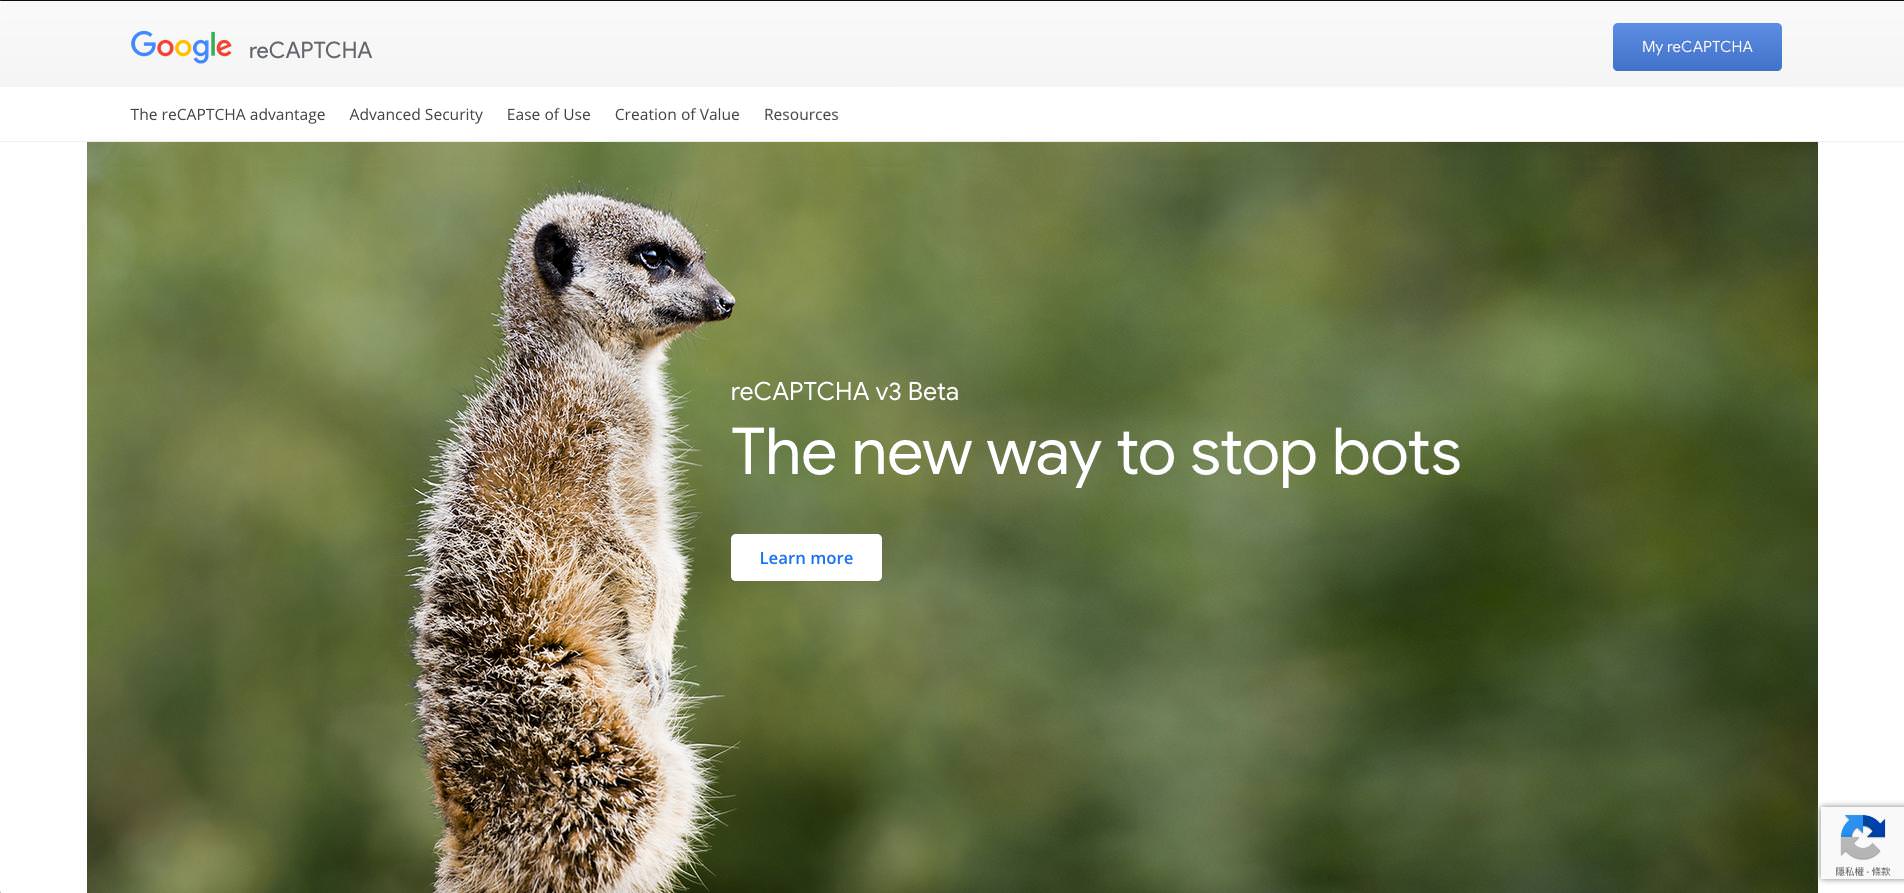 Google reCAPTCHA
My reCAPTCHA
The reCAPTCHA advantage Advanced Security Ease of Use Creation of Value Resources
reCAPTCHA v3 Beta
The new way to stop bots
Learn more
隱私權 - 條款